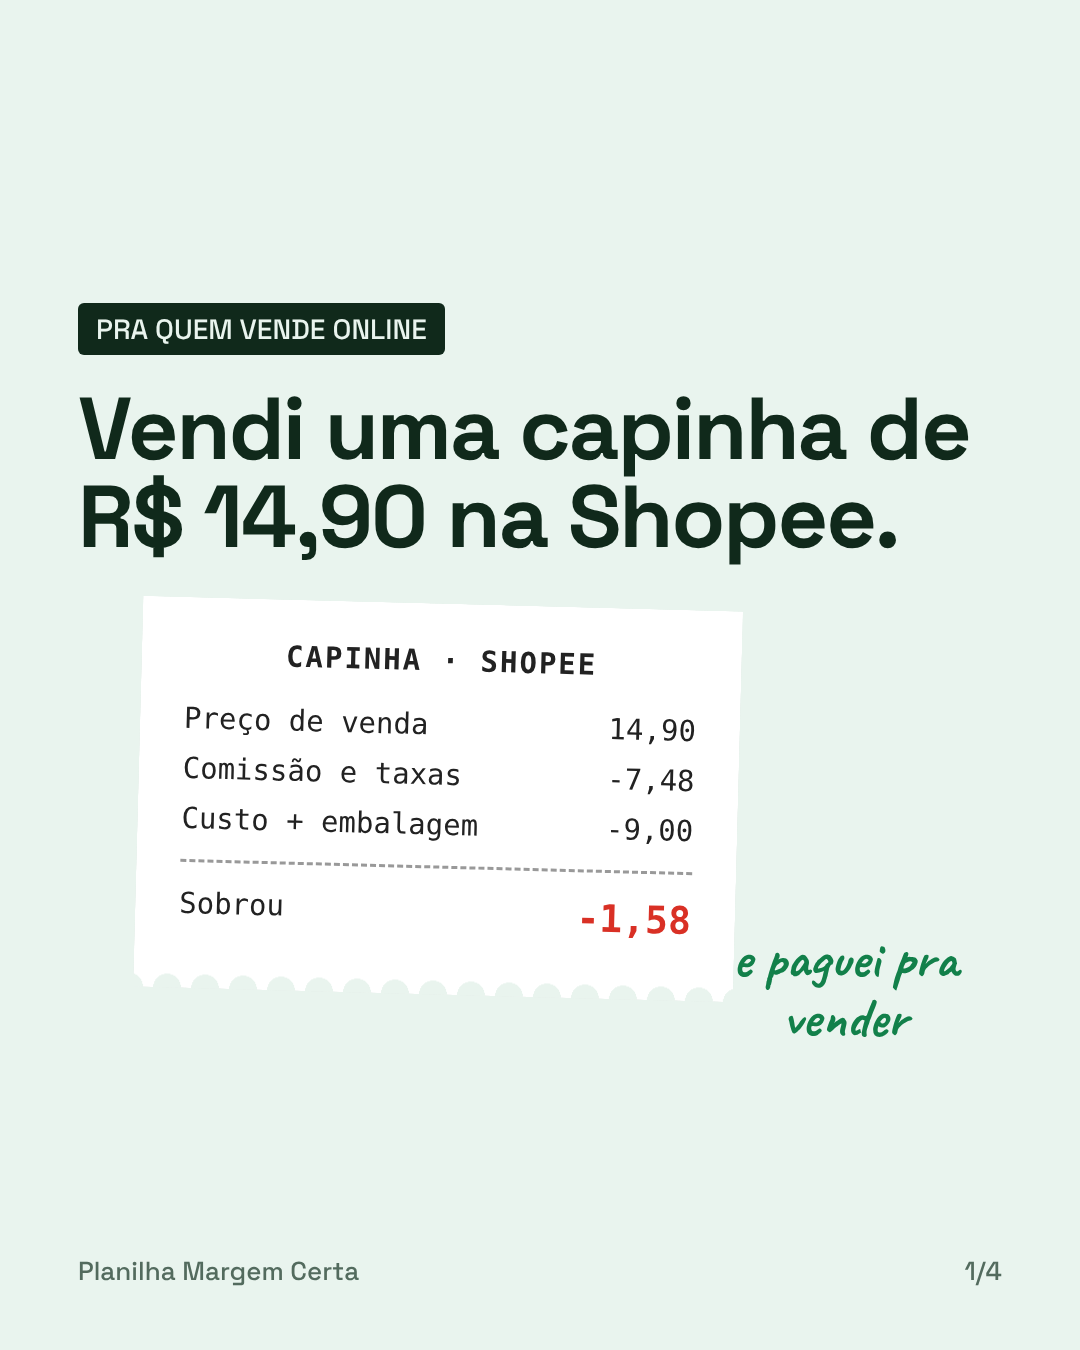 PRA QUEM VENDE ONLINE
Vendi uma capinha de
R$ 14,90 na Shopee.
CAPINHA · SHOPEE
Preço de venda 14,90
Comissão e taxas -7,48
Custo + embalagem -9,00
Sobrou -1,58
e paguei pra
vender
Planilha Margem Certa 1/4